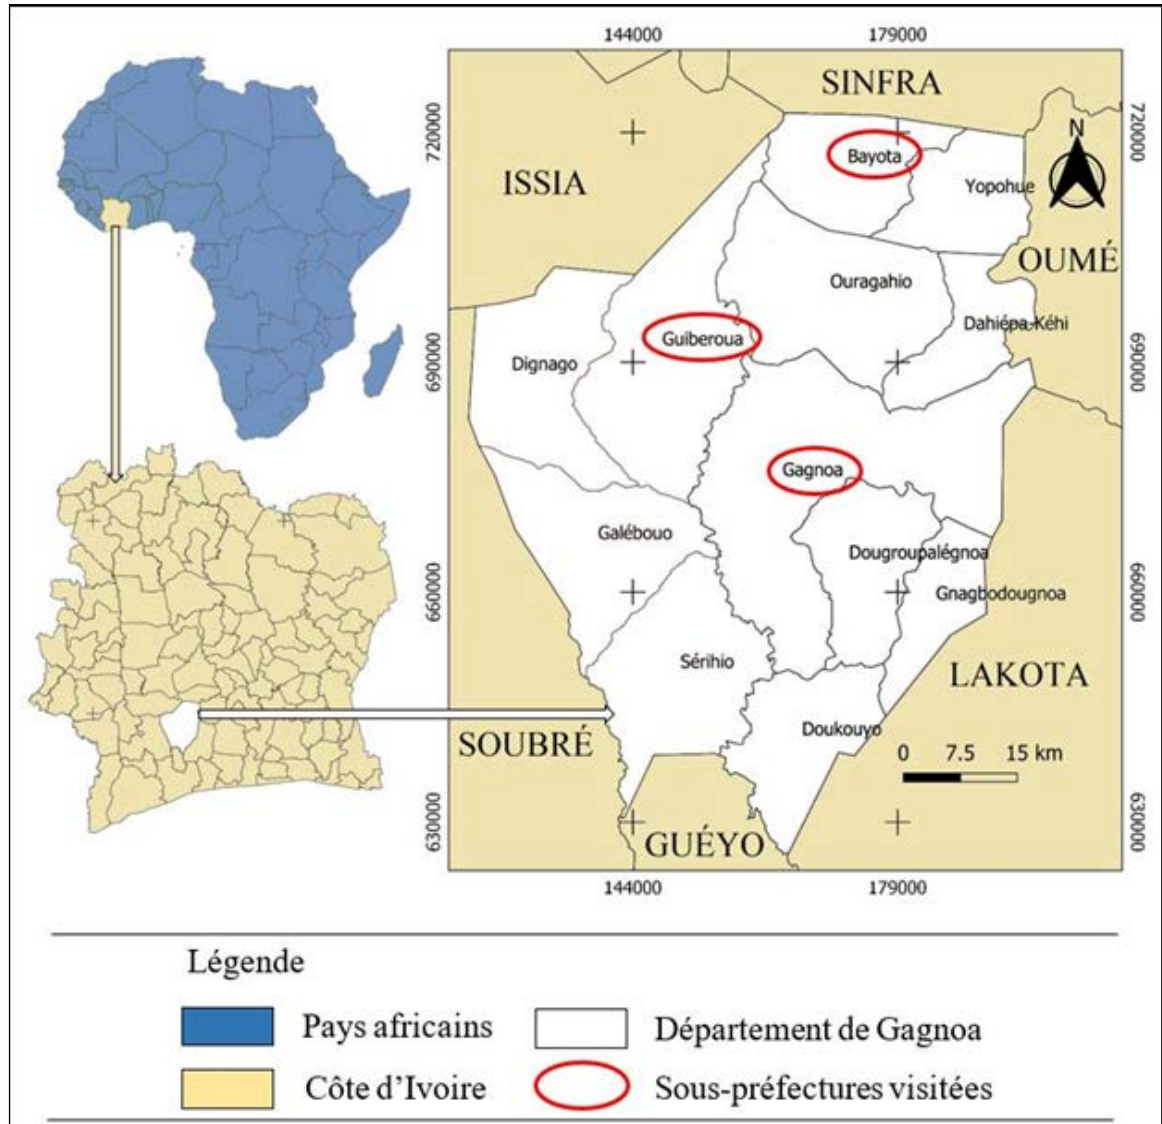 144000 179000
720000 720000
690000 690000
660000 660000
630000 630000
SINFRA
N
ISSIA
Bayota
Yopohue
OUMÉ
Ouragahio
Dahiépa-Kéhi
Guiberoua
Dignago
Gagnoa
Galébouo
Dougroupalégnoa
Gnagbodougnoa
Sérihio
LAKOTA
Doukouyo
SOUBRÉ
0 7.5 15 km
GUÉYO
144000 179000
Légende
Pays africains
Département de Gagnoa
Côte d’Ivoire
Sous-préfectures visitées